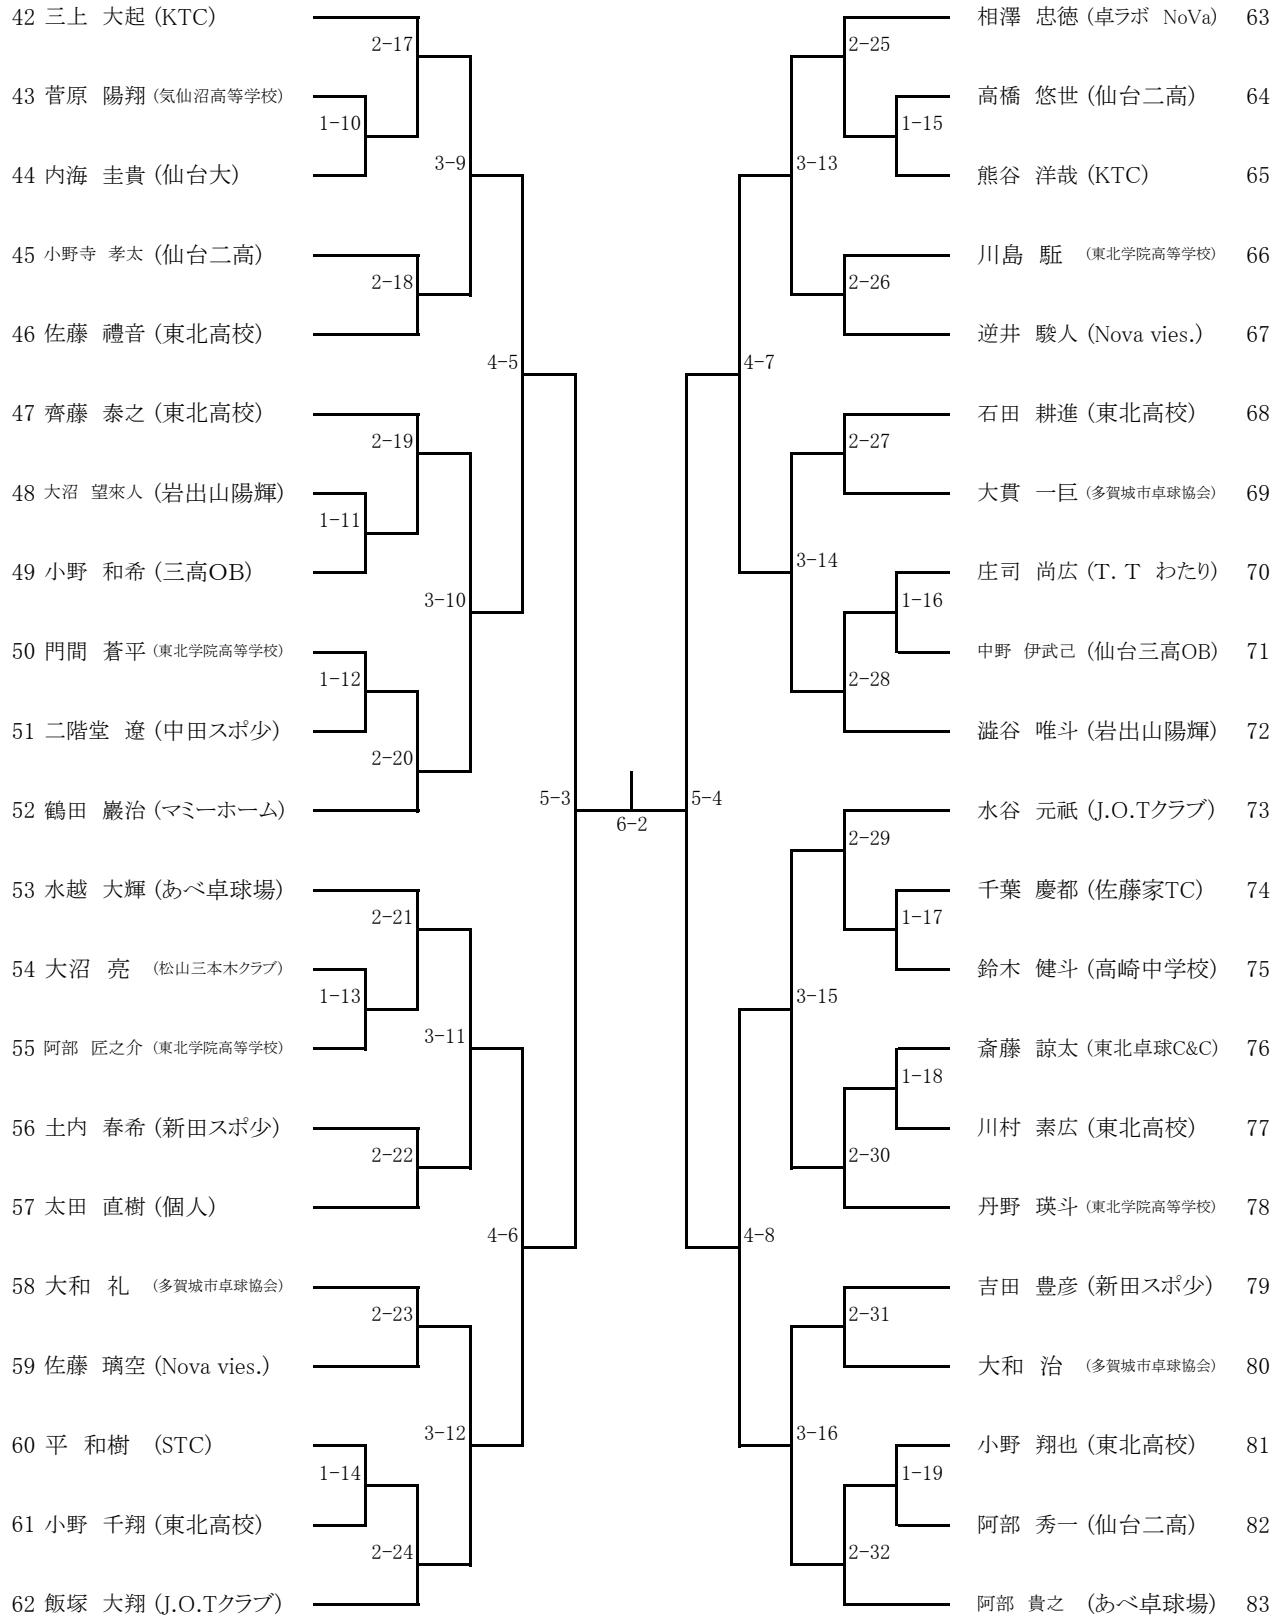 42 三上 大起 (KTC)
2-17
43 菅原 陽翔 (気仙沼高等学校)
1-10
44 内海 圭貴 (仙台大)
3-9
45 小野寺 孝太 (仙台二高)
2-18
46 佐藤 禮音 (東北高校)
4-5
47 齊藤 泰之 (東北高校)
2-19
48 大沼 望來人 (岩出山陽輝)
1-11
49 小野 和希 (三高OB)
3-10
50 門間 蒼平 (東北学院高等学校)
1-12
51 二階堂 遼 (中田スポ少)
2-20
52 鶴田 巖治 (マミーホーム)
5-3
53 水越 大輝 (あべ卓球場)
2-21
54 大沼 亮 (松山三本木クラブ)
1-13
55 阿部 匠之介 (東北学院高等学校)
3-11
56 土内 春希 (新田スポ少)
2-22
57 太田 直樹 (個人)
4-6
58 大和 礼 (多賀城市卓球協会)
2-23
59 佐藤 璃空 (Nova vies.)
3-12
60 平 和樹 (STC)
1-14
61 小野 千翔 (東北高校)
2-24
62 飯塚 大翔 (J.O.Tクラブ)
6-2
相澤 忠徳 (卓ラボ NoVa) 63
2-25
高橋 悠世 (仙台二高) 64
1-15
熊谷 洋哉 (KTC) 65
3-13
川島 駈 (東北学院高等学校) 66
2-26
逆井 駿人 (Nova vies.) 67
4-7
石田 耕進 (東北高校) 68
2-27
大貫 一巨 (多賀城市卓球協会) 69
3-14
庄司 尚広 (T. T わたり) 70
1-16
中野 伊武己 (仙台三高OB) 71
2-28
澁谷 唯斗 (岩出山陽輝) 72
5-4
水谷 元祇 (J.O.Tクラブ) 73
2-29
千葉 慶都 (佐藤家TC) 74
1-17
鈴木 健斗 (高崎中学校) 75
3-15
斎藤 諒太 (東北卓球C&C) 76
1-18
川村 素広 (東北高校) 77
2-30
丹野 瑛斗 (東北学院高等学校) 78
4-8
吉田 豊彦 (新田スポ少) 79
2-31
大和 治 (多賀城市卓球協会) 80
3-16
小野 翔也 (東北高校) 81
1-19
阿部 秀一 (仙台二高) 82
2-32
阿部 貴之 (あべ卓球場) 83